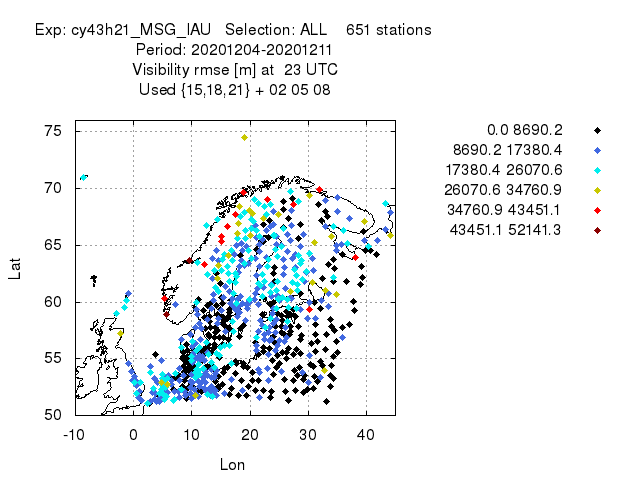 Exp: cy43h21_MSG_IAU   Selection: ALL    651 stations
Period: 20201204-20201211
Visibility rmse [m] at  23 UTC
Used {15,18,21} + 02 05 08
0.0 8690.2
8690.2 17380.4
17380.4 26070.6
26070.6 34760.9
34760.9 43451.1
43451.1 52141.3
75
70
65
60
55
50
Lat
-10 0 10 20 30 40
Lon